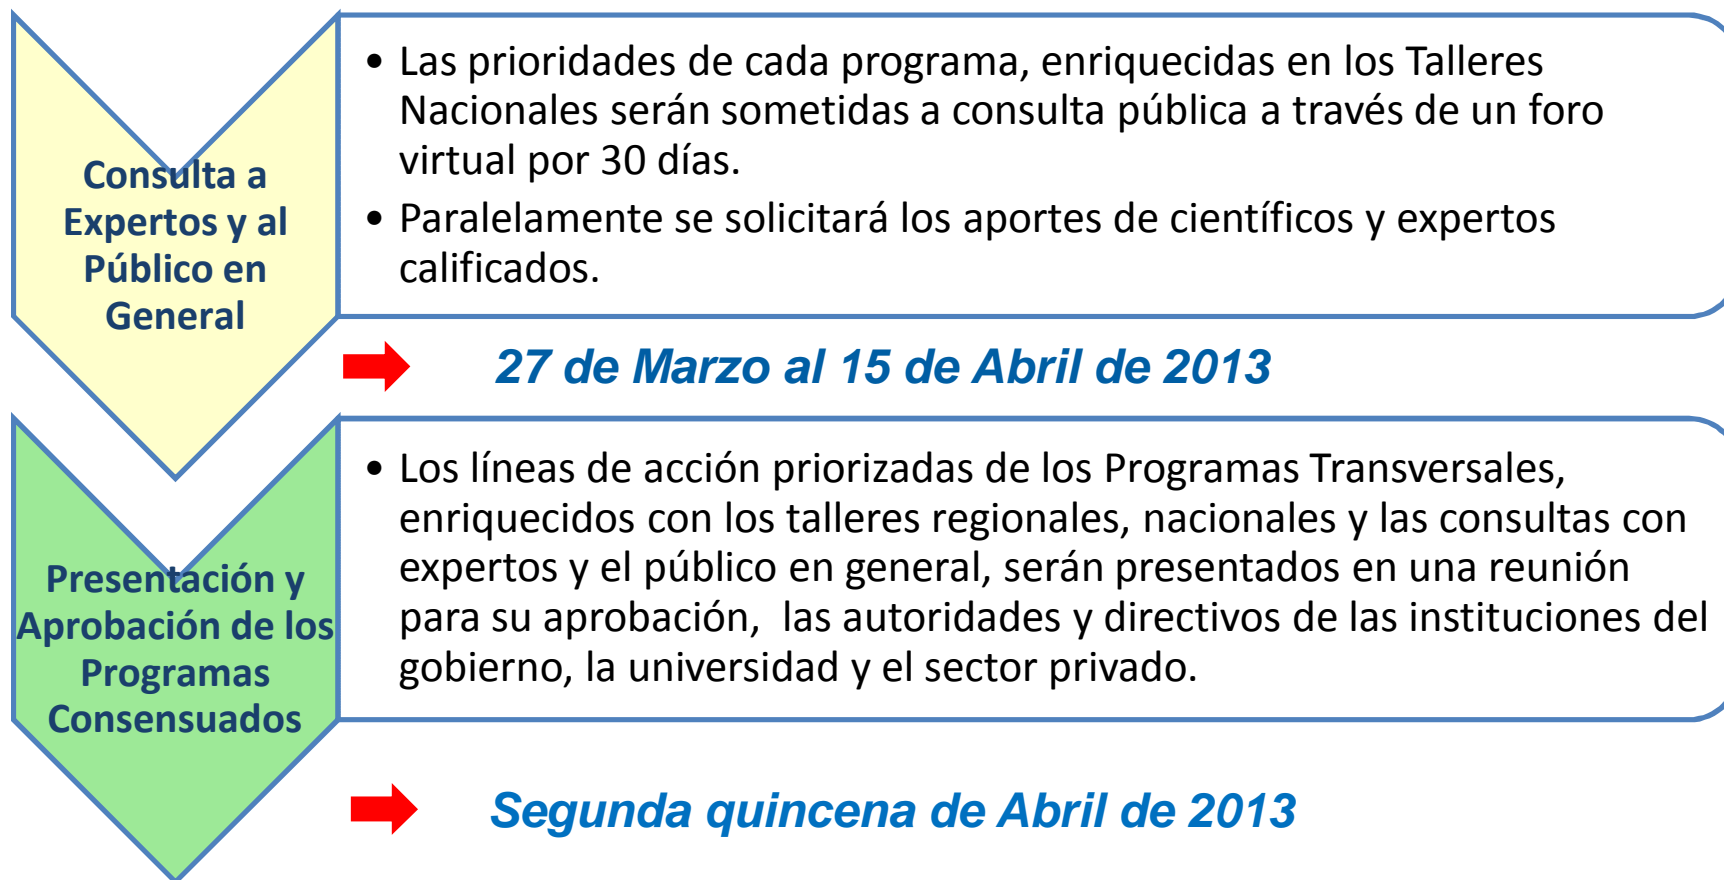 Consulta a
Expertos y al
Público en
General
• Las prioridades de cada programa, enriquecidas en los Talleres
Nacionales serán sometidas a consulta pública a través de un foro
virtual por 30 días.
• Paralelamente se solicitará los aportes de científicos y expertos
calificados.
27 de Marzo al 15 de Abril de 2013
Presentación y
Aprobación de los
Programas
Consensuados
• Los líneas de acción priorizadas de los Programas Transversales,
enriquecidos con los talleres regionales, nacionales y las consultas con
expertos y el público en general, serán presentados en una reunión
para su aprobación, las autoridades y directivos de las instituciones del
gobierno, la universidad y el sector privado.
Segunda quincena de Abril de 2013